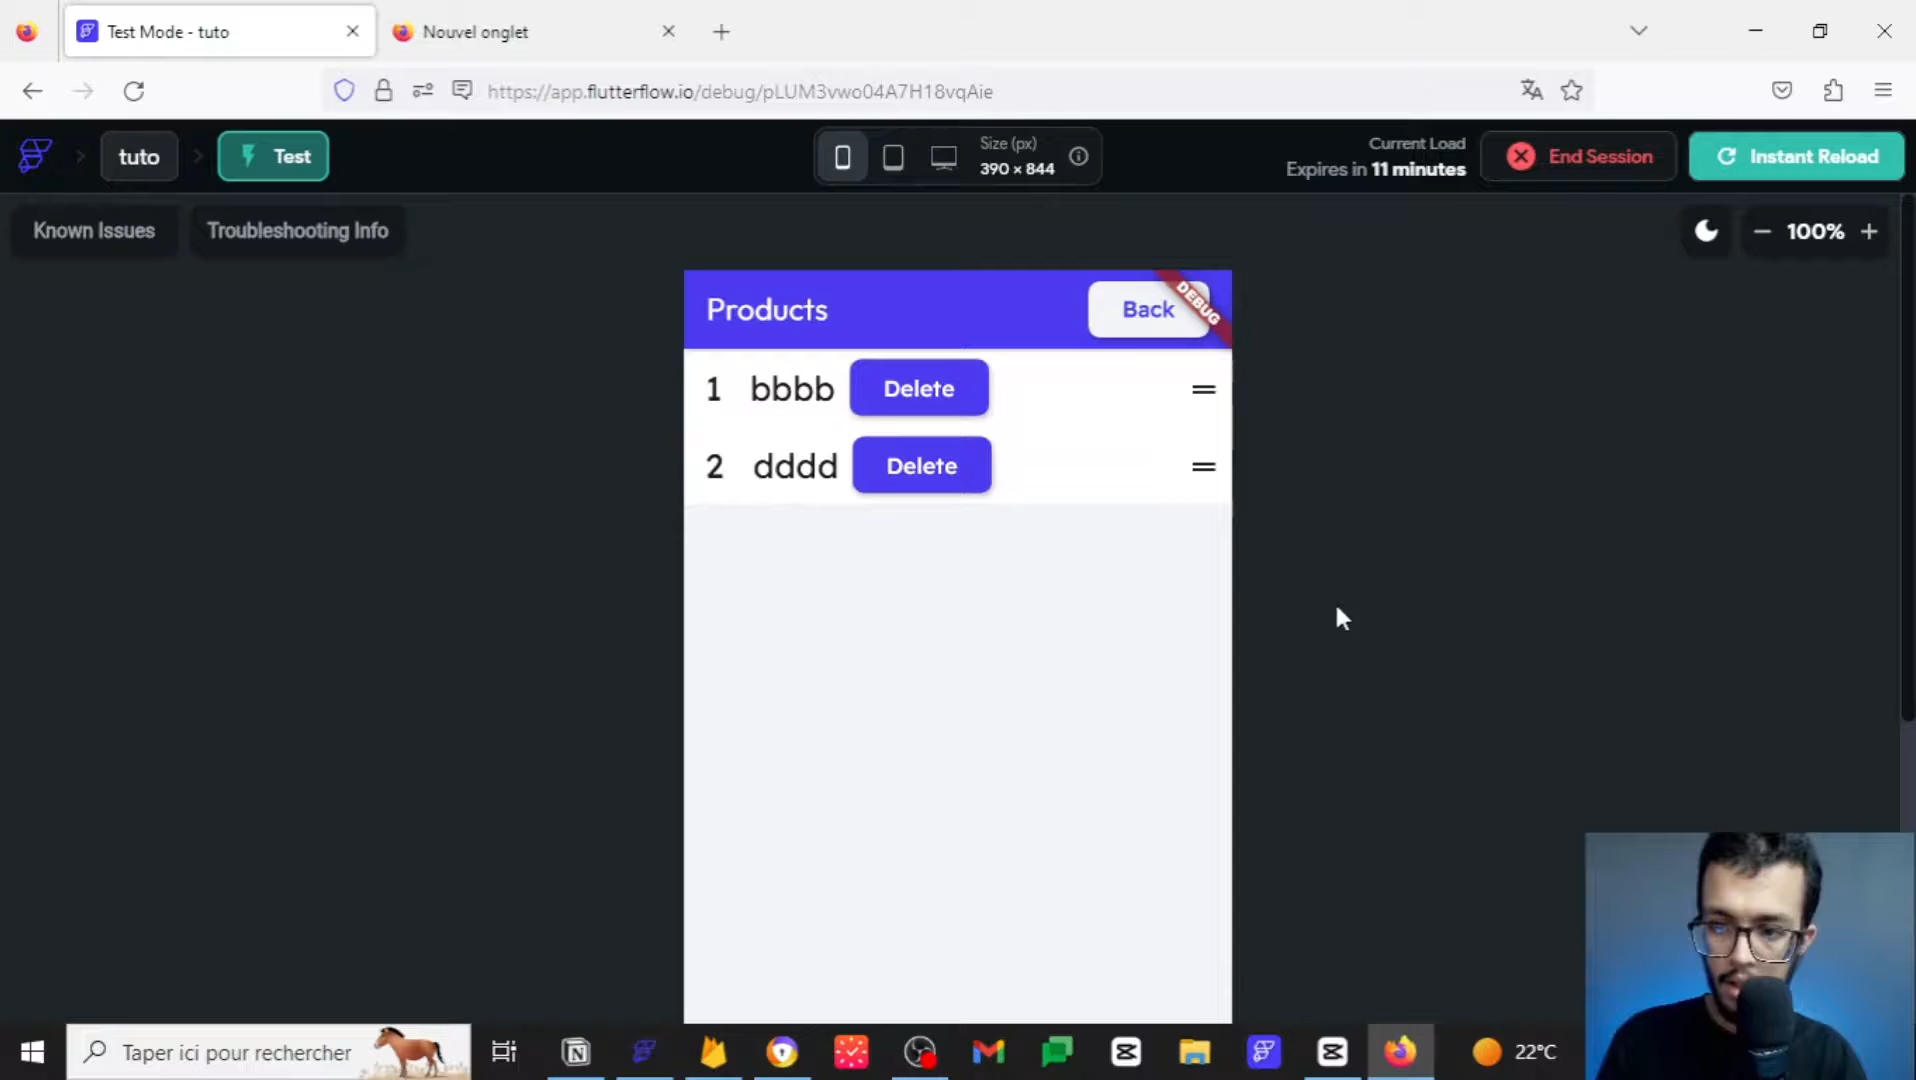 Test Mode - tuto
Nouvel onglet
https://app.flutterflow.io/debug/pLUM3vwo04A7H18vqAie
tuto
Test
Size (px)
390 × 844
Current Load
Expires in 11 minutes
End Session
Instant Reload
Known Issues
Troubleshooting Info
100%
Products
Back
DEBUG
1 bbbb Delete
2 dddd Delete
Taper ici pour rechercher
22°C